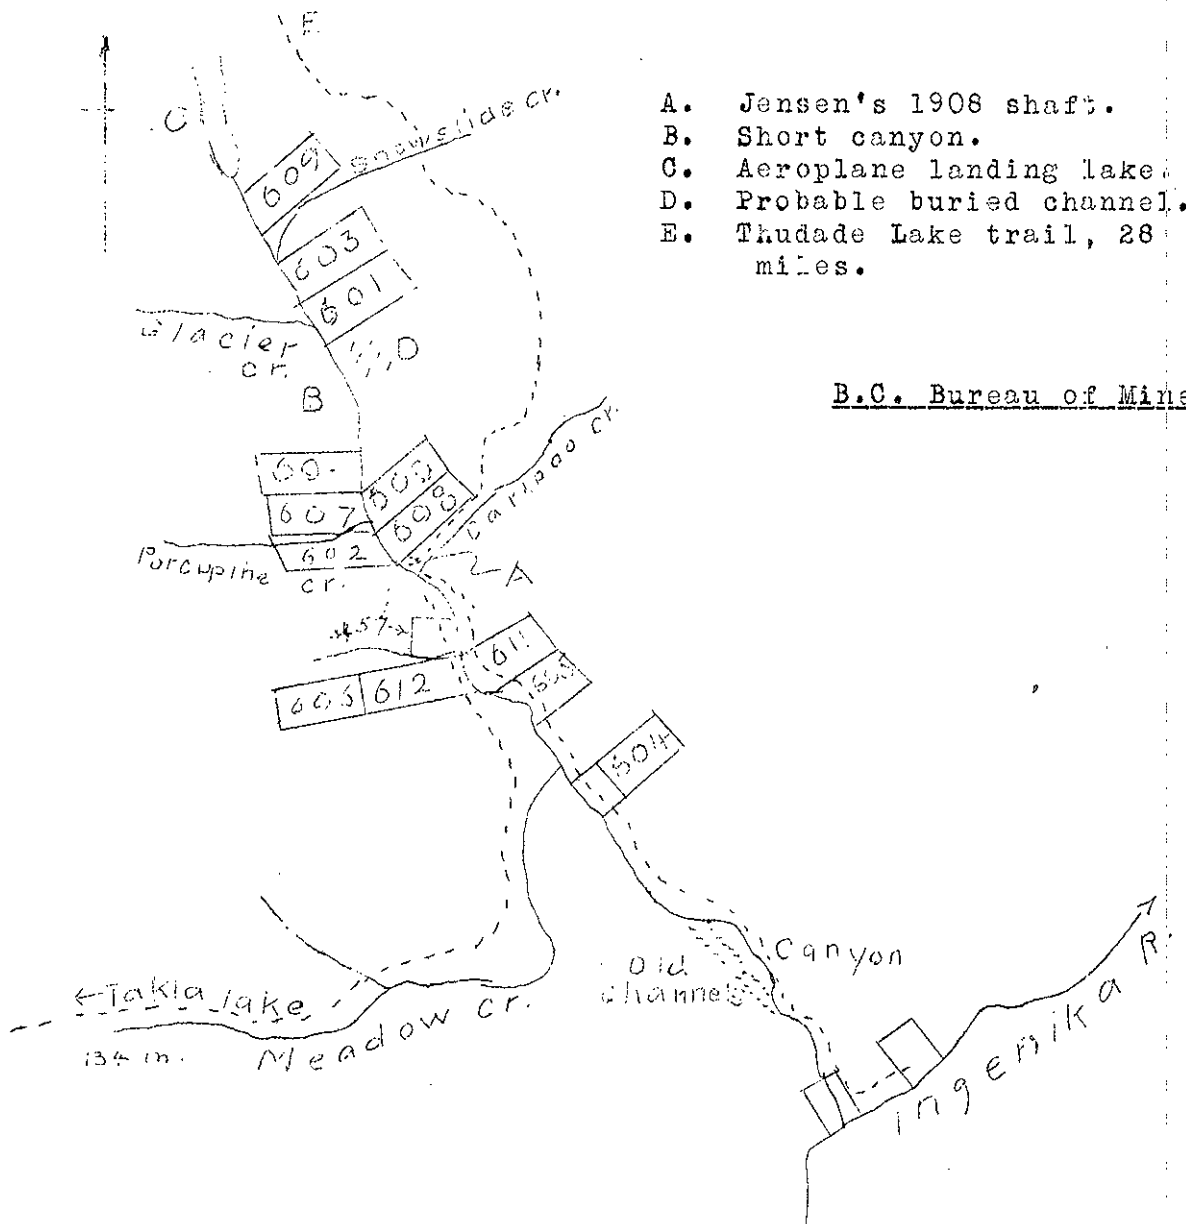 A. Jensen's 1908 shaft.
B. Short canyon.
C. Aeroplane landing lake.
D. Probable buried channel.
E. Thudade Lake trail, 28
miles.
B.C. Bureau of Mine
E
C
Snowslide cr.
609
603
601
D
Glacier
cr.
B
Cariboo cr.
607
608
602
Porcupine
cr.
A
611
612
Old
channel
Canyon
←Takla lake
Meadow cr.
Ingenika R.